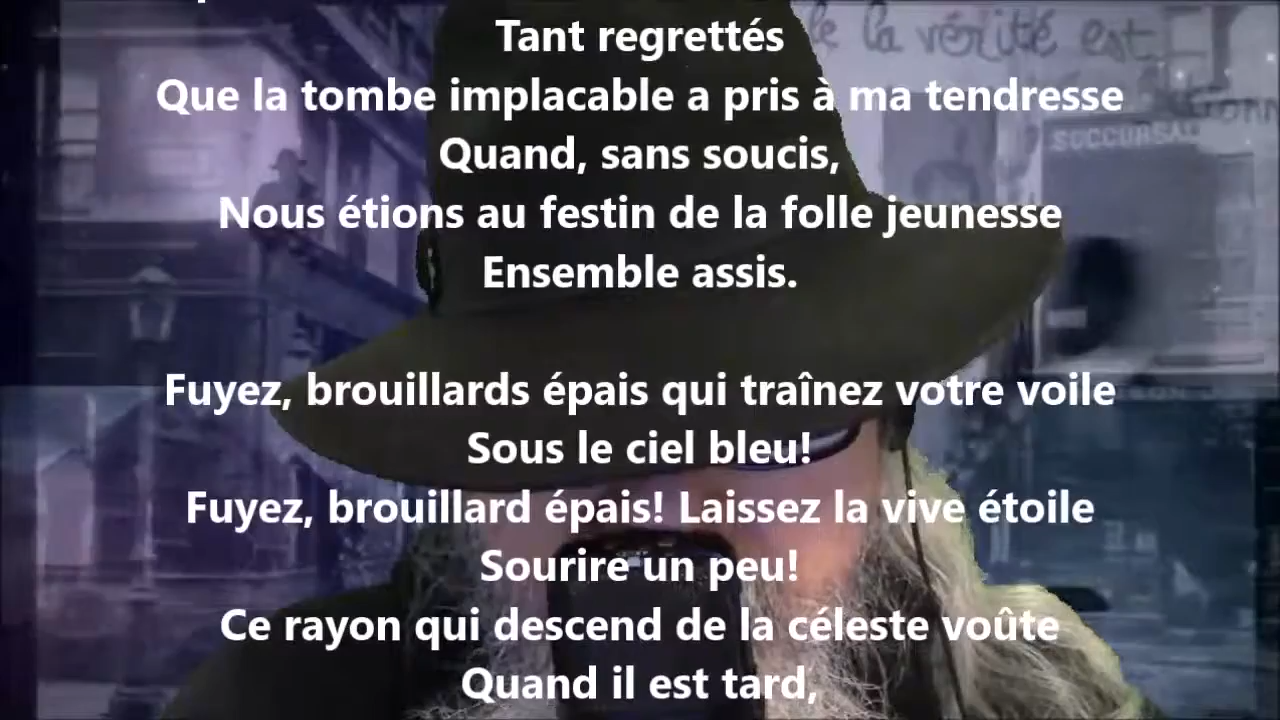 Tant regrettés
Que la tombe implacable a pris à ma tendresse
Quand, sans soucis,
Nous étions au festin de la folle jeunesse
Ensemble assis.
Fuyez, brouillards épais qui traînez votre voile
Sous le ciel bleu!
Fuyez, brouillard épais! Laissez la vive étoile
Sourire un peu!
Ce rayon qui descend de la céleste voûte
Quand il est tard,
la vérité est
SUCCURSALE